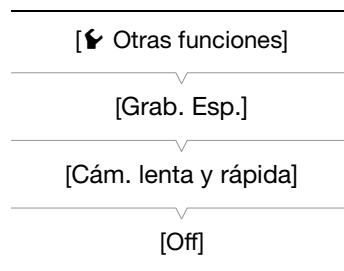 [ Otras funciones]
[Grab. Esp.]
[Cám. lenta y rápida]
[Off]